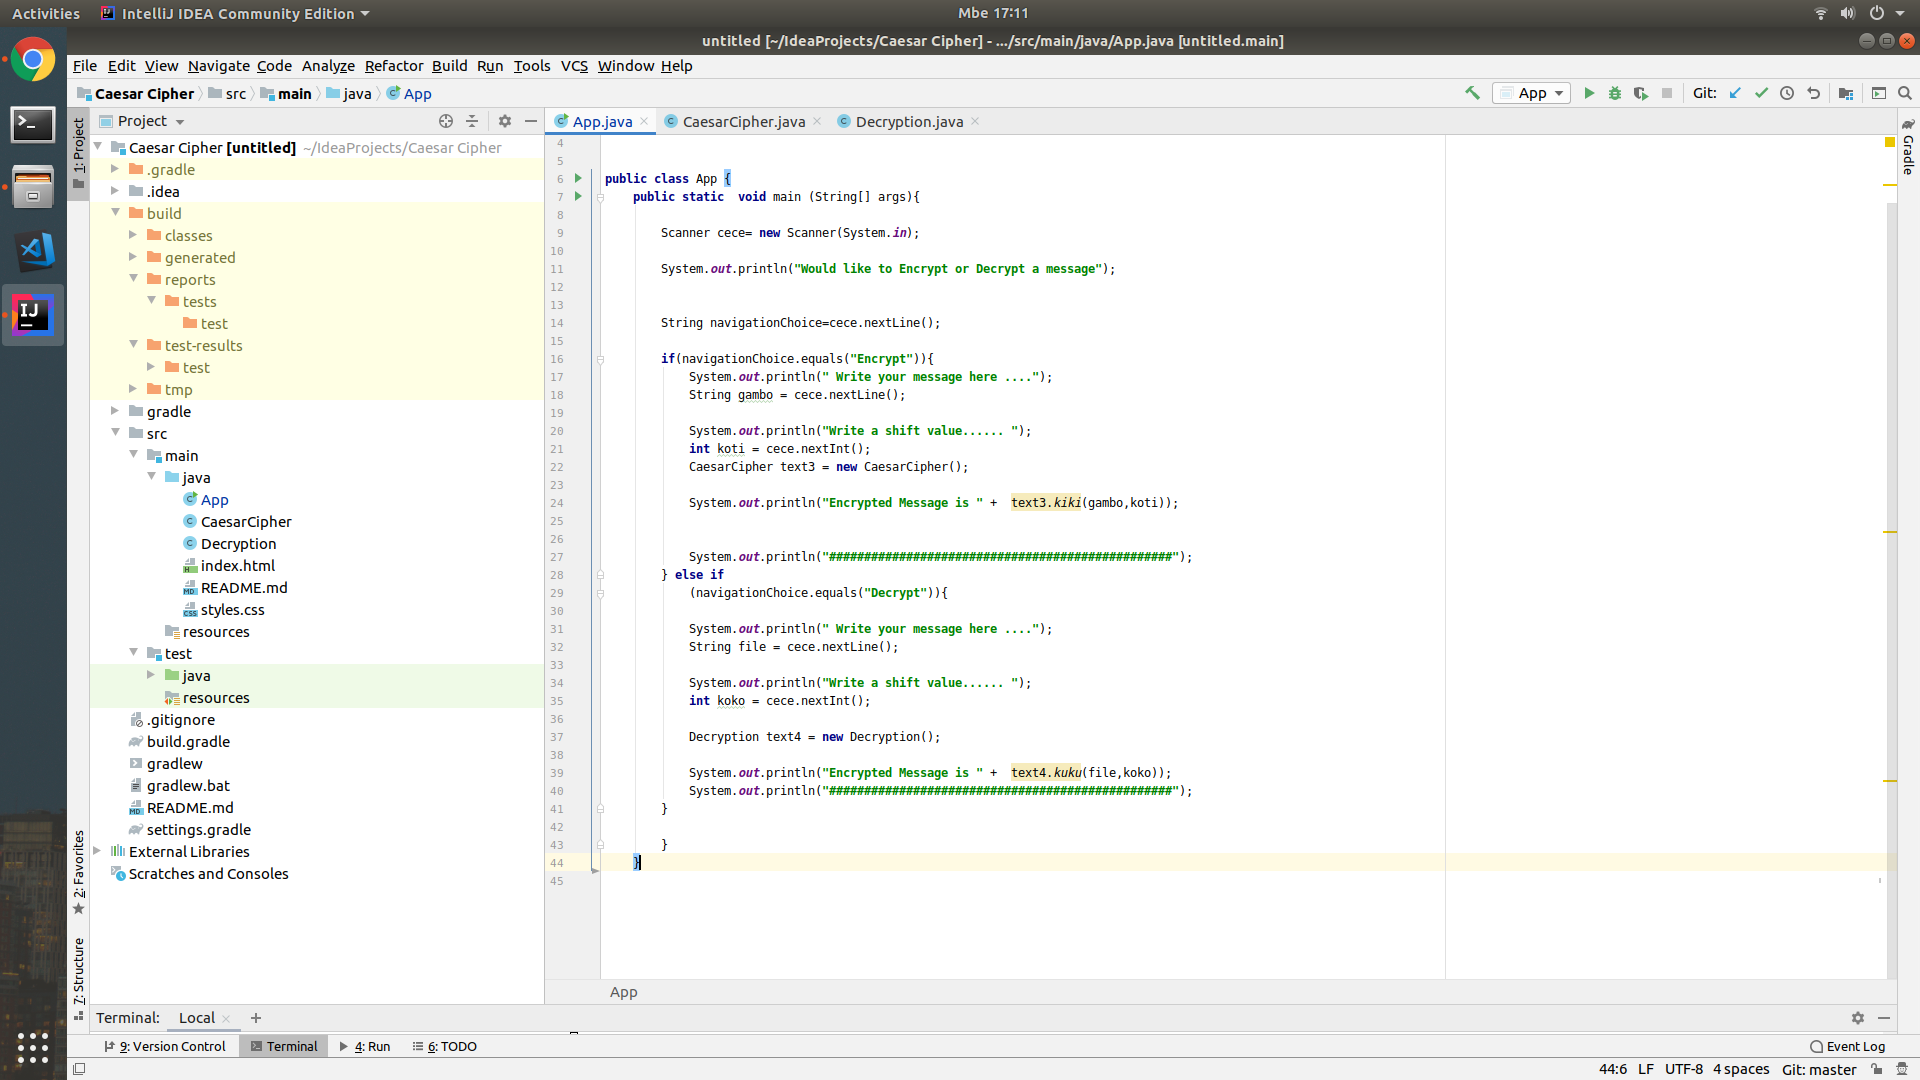 Activities IntelliJ IDEA Community Edition Mbe 17:11
untitled [~/IdeaProjects/Caesar Cipher] - .../src/main/java/App.java [untitled.main]
File Edit View Navigate Code Analyze Refactor Build Run Tools VCS Window Help
Caesar Cipher src main java App App Git:
1: Project
Project
App.java CaesarCipher.java Decryption.java
Gradle
Caesar Cipher [untitled] ~/IdeaProjects/Caesar Cipher
.gradle
.idea
build
classes
generated
reports
tests
test
test-results
test
tmp
gradle
src
main
java
App
CaesarCipher
Decryption
index.html
README.md
styles.css
resources
test
java
resources
.gitignore
build.gradle
gradlew
gradlew.bat
README.md
settings.gradle
External Libraries
Scratches and Consoles
2: Favorites
7: Structure
4
5
6 public class App {
7 public static  void main (String[] args){
8
9 Scanner cece= new Scanner(System.in);
10
11 System.out.println("Would like to Encrypt or Decrypt a message");
12
13
14 String navigationChoice=cece.nextLine();
15
16 if(navigationChoice.equals("Encrypt")){
17 System.out.println(" Write your message here ....");
18 String gambo = cece.nextLine();
19
20 System.out.println("Write a shift value...... ");
21 int koti = cece.nextInt();
22 CaesarCipher text3 = new CaesarCipher();
23
24 System.out.println("Encrypted Message is " +  text3.kiki(gambo,koti));
25
26
27 System.out.println("#################################################");
28 } else if
29 (navigationChoice.equals("Decrypt")){
30
31 System.out.println(" Write your message here ....");
32 String file = cece.nextLine();
33
34 System.out.println("Write a shift value...... ");
35 int koko = cece.nextInt();
36
37 Decryption text4 = new Decryption();
38
39 System.out.println("Encrypted Message is " +  text4.kuku(file,koko));
40 System.out.println("#################################################");
41 }
42
43 }
44 }
45
App
Terminal: Local
9: Version Control Terminal 4: Run 6: TODO Event Log
44:6 LF UTF-8 4 spaces Git: master